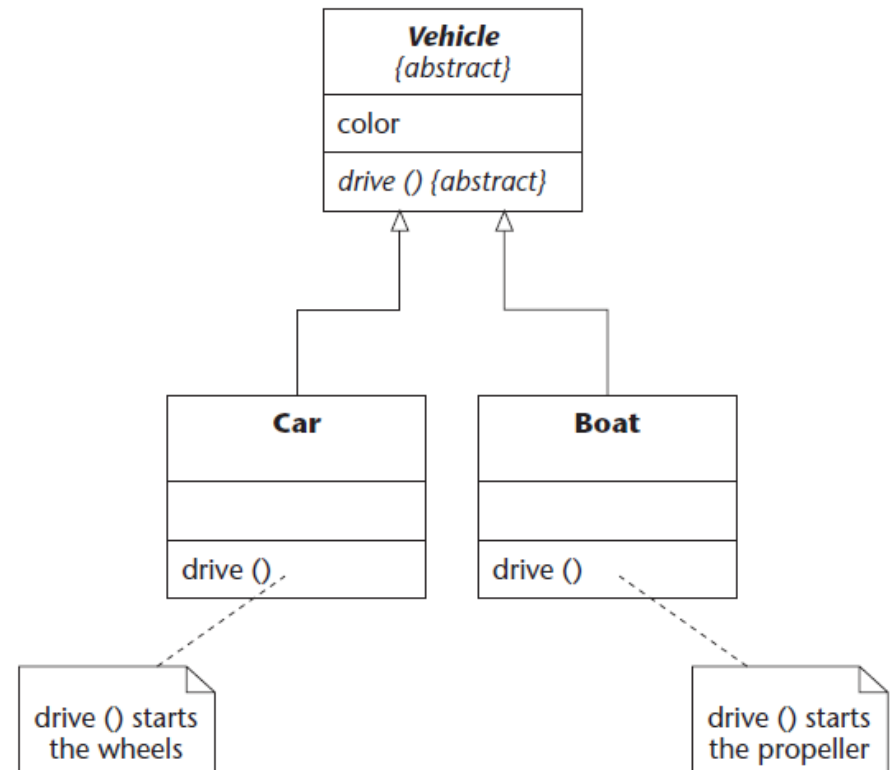 Vehicle
{abstract}
color
drive () {abstract}
Car
Boat
drive ()
drive ()
drive () starts
the wheels
drive () starts
the propeller